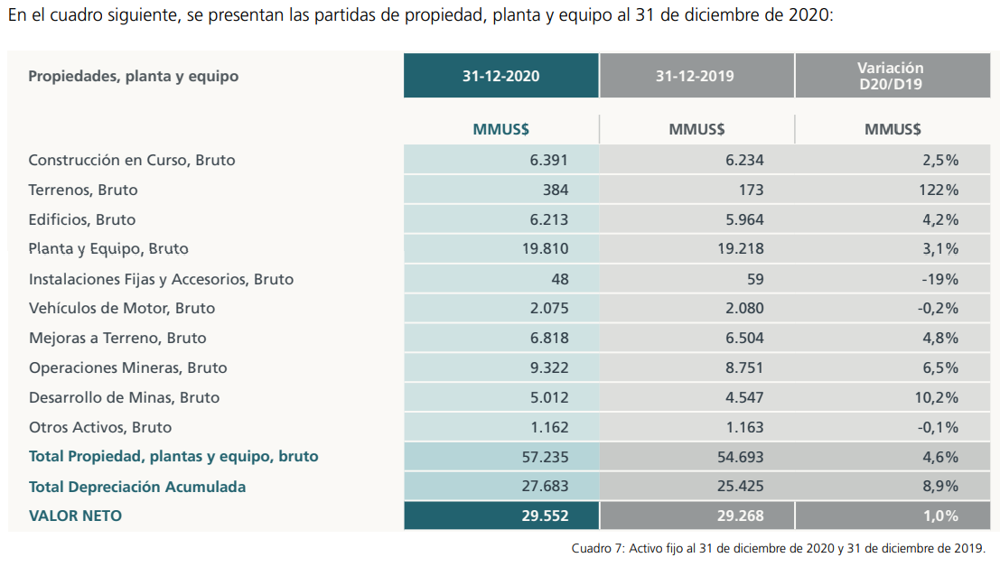 En el cuadro siguiente, se presentan las partidas de propiedad, planta y equipo al 31 de diciembre de 2020:
Propiedades, planta y equipo 31-12-2020 31-12-2019 Variación D20/D19
MMUS$ MMUS$ MMUS$
Construcción en Curso, Bruto 6.391 6.234 2,5%
Terrenos, Bruto 384 173 122%
Edificios, Bruto 6.213 5.964 4,2%
Planta y Equipo, Bruto 19.810 19.218 3,1%
Instalaciones Fijas y Accesorios, Bruto 48 59 -19%
Vehículos de Motor, Bruto 2.075 2.080 -0,2%
Mejoras a Terreno, Bruto 6.818 6.504 4,8%
Operaciones Mineras, Bruto 9.322 8.751 6,5%
Desarrollo de Minas, Bruto 5.012 4.547 10,2%
Otros Activos, Bruto 1.162 1.163 -0,1%
Total Propiedad, plantas y equipo, bruto 57.235 54.693 4,6%
Total Depreciación Acumulada 27.683 25.425 8,9%
VALOR NETO 29.552 29.268 1,0%
Cuadro 7: Activo fijo al 31 de diciembre de 2020 y 31 de diciembre de 2019.